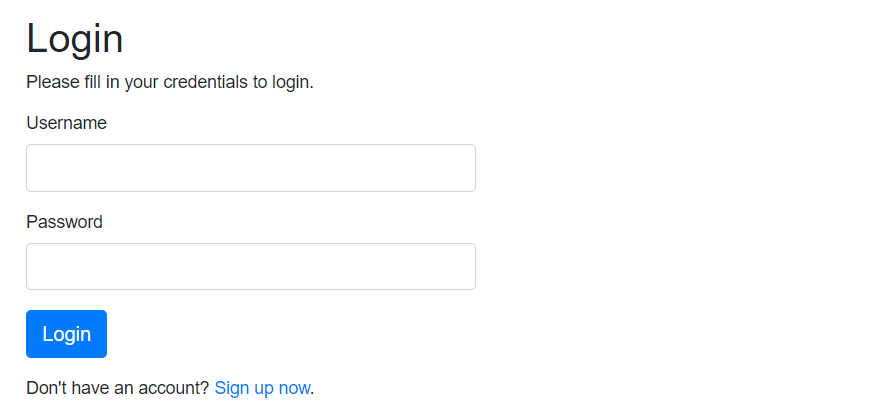 Login
Please fill in your credentials to login.
Username
Password
Login
Don't have an account? Sign up now.